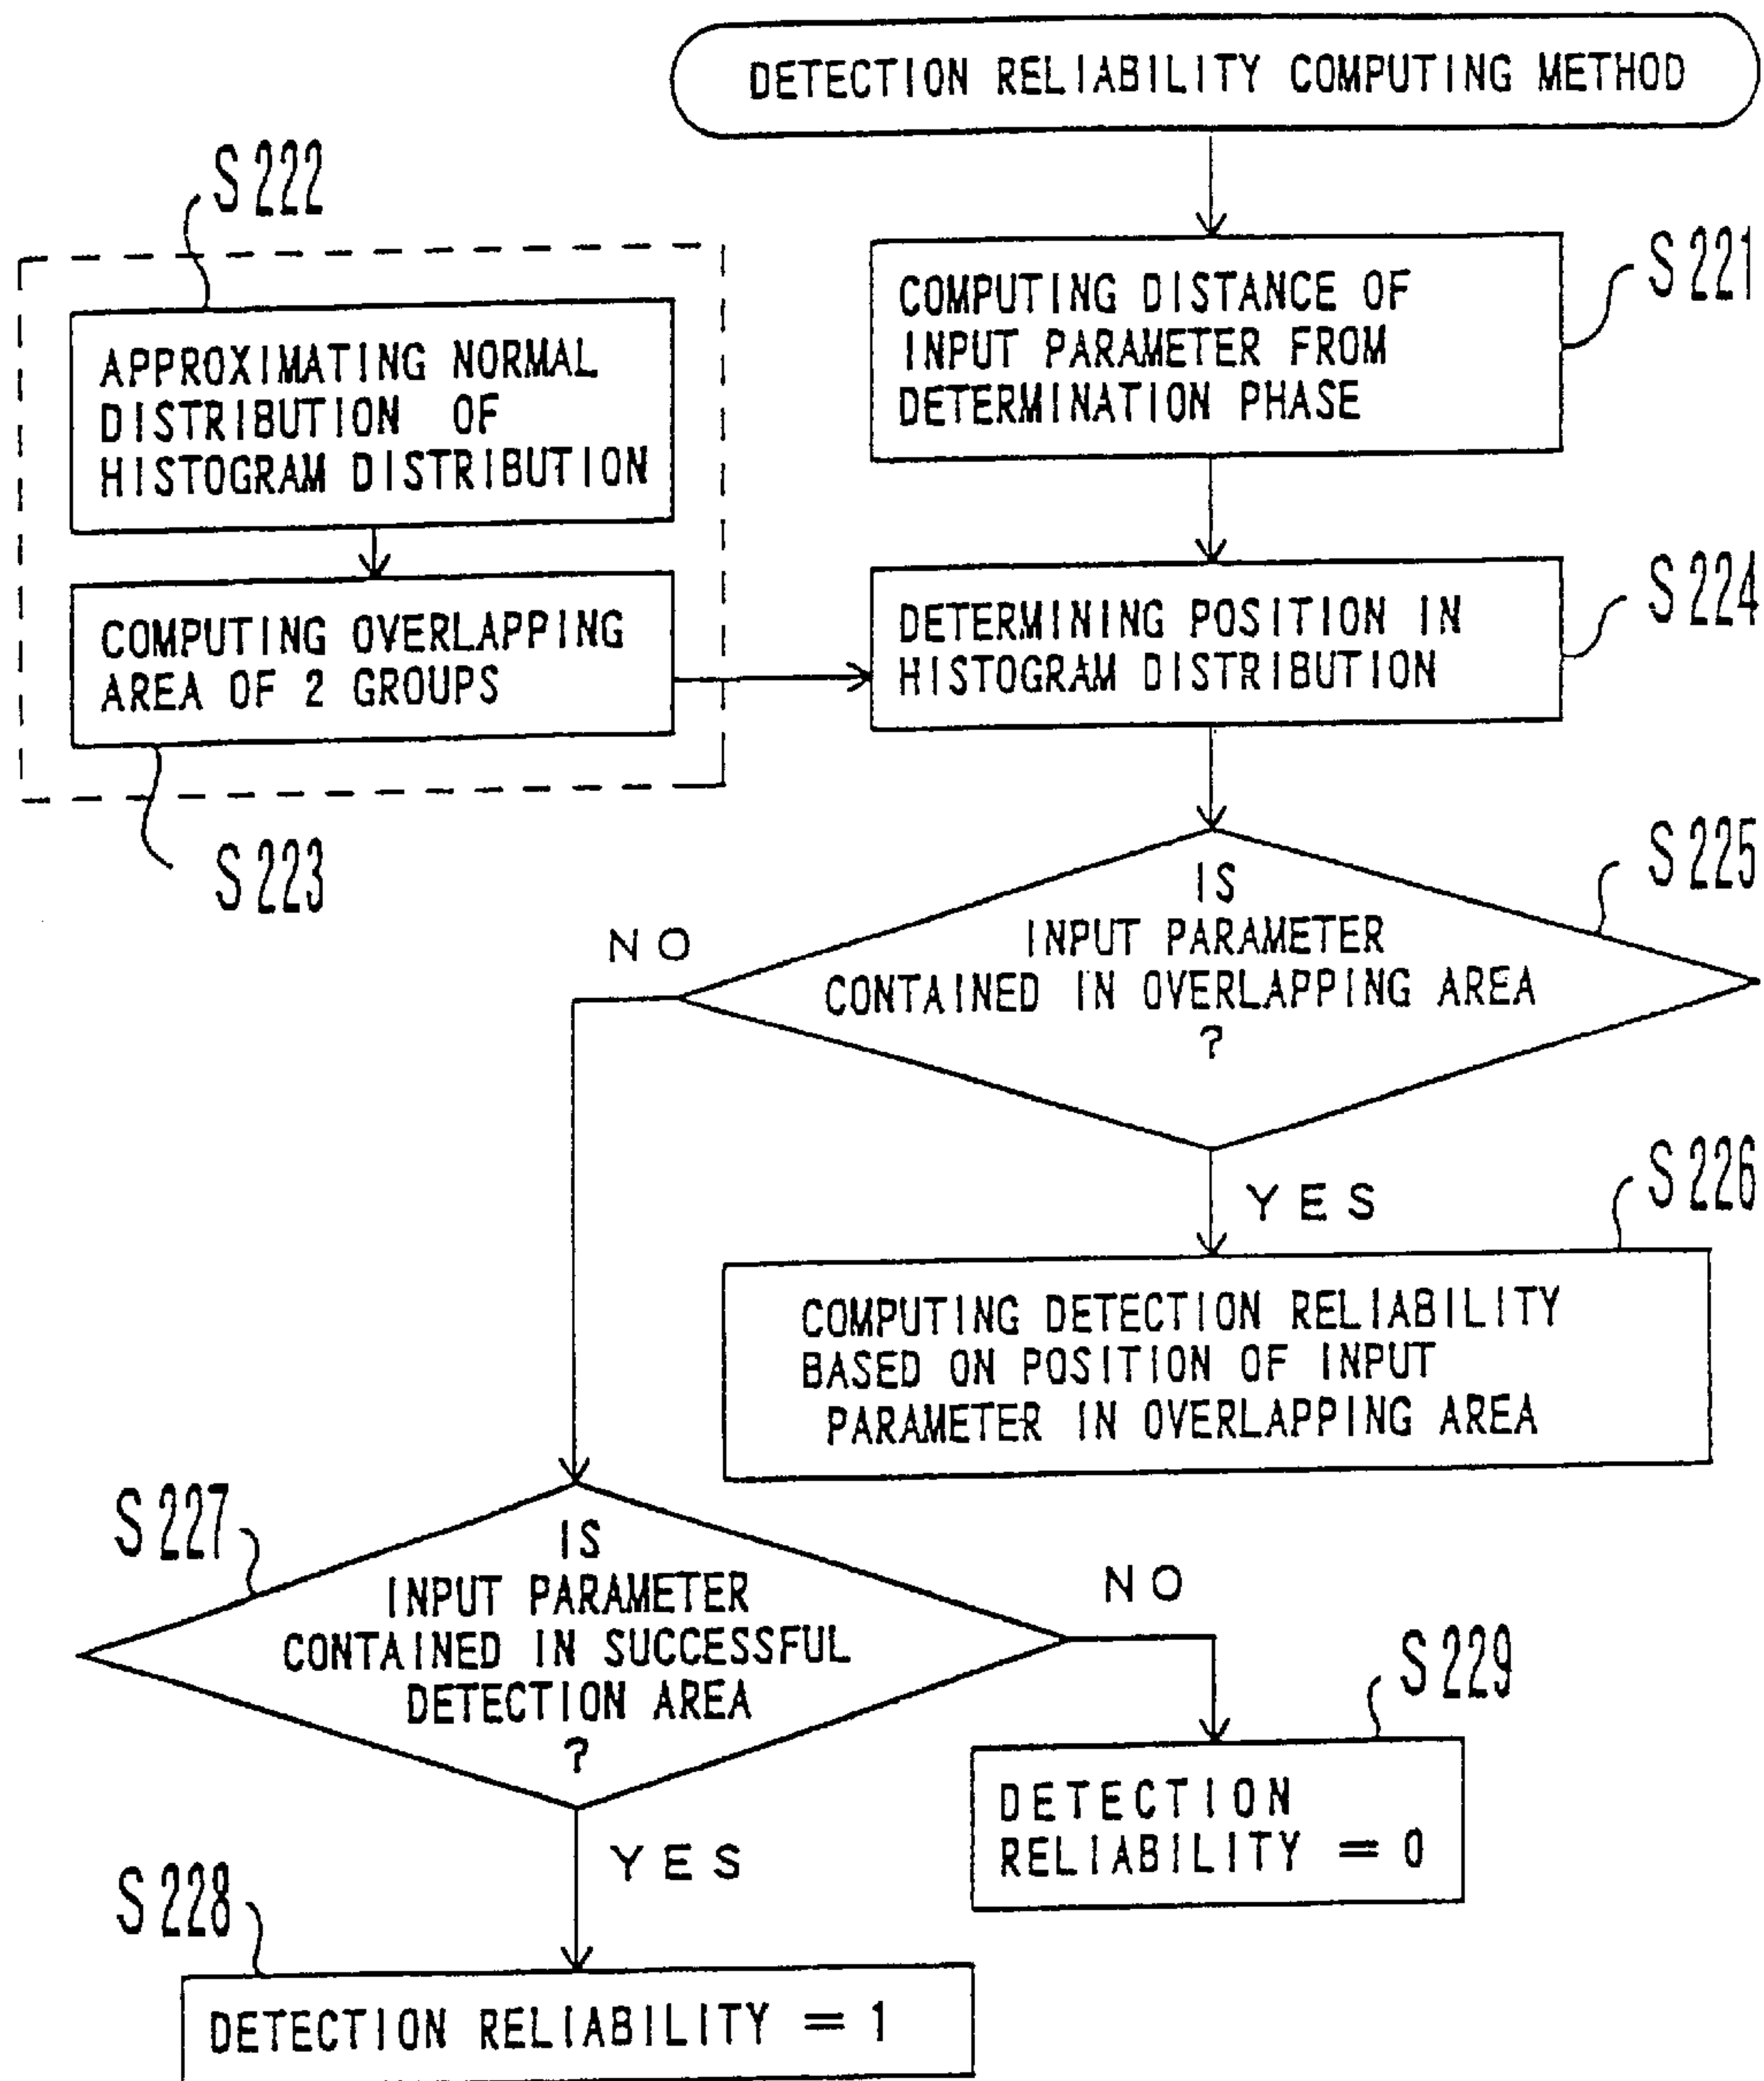 DETECTION RELIABILITY COMPUTING METHOD
S222
S221
COMPUTING DISTANCE OF
INPUT PARAMETER FROM
DETERMINATION PHASE
APPROXIMATING NORMAL
DISTRIBUTION OF
HISTOGRAM DISTRIBUTION
S224
DETERMINING POSITION IN
HISTOGRAM DISTRIBUTION
COMPUTING OVERLAPPING
AREA OF 2 GROUPS
S223
S225
IS
INPUT PARAMETER
CONTAINED IN OVERLAPPING AREA
?
NO
YES
S226
COMPUTING DETECTION RELIABILITY
BASED ON POSITION OF INPUT
PARAMETER IN OVERLAPPING AREA
S227
IS
INPUT PARAMETER
CONTAINED IN SUCCESSFUL
DETECTION AREA
?
NO
S229
DETECTION
RELIABILITY = 0
YES
S228
DETECTION RELIABILITY = 1